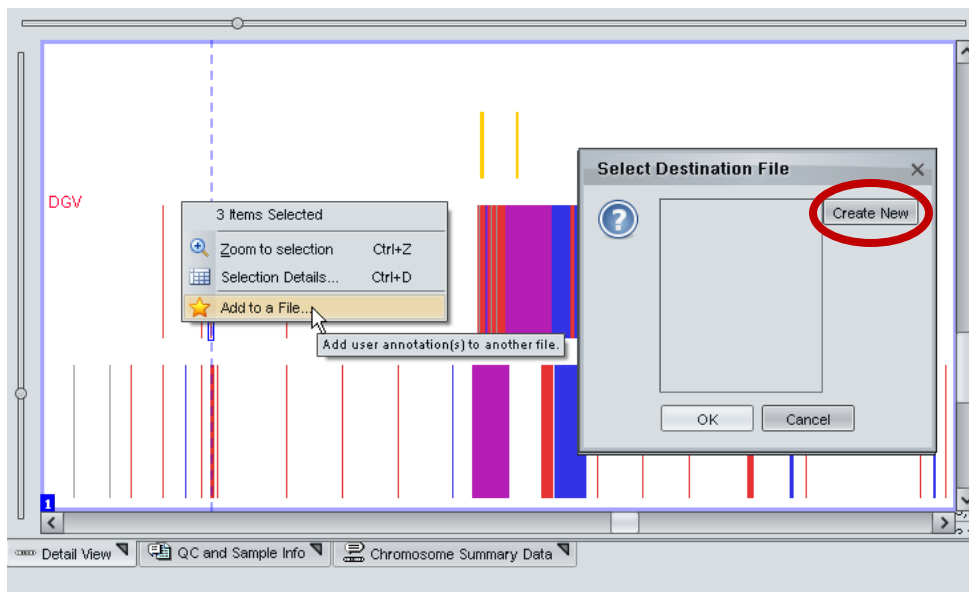 Select Destination File
Create New
DGV
3 Items Selected
Zoom to selection Ctrl+Z
Selection Details... Ctrl+D
Add to a File...
Add user annotation(s) to another file.
OK Cancel
1
Detail View QC and Sample Info Chromosome Summary Data